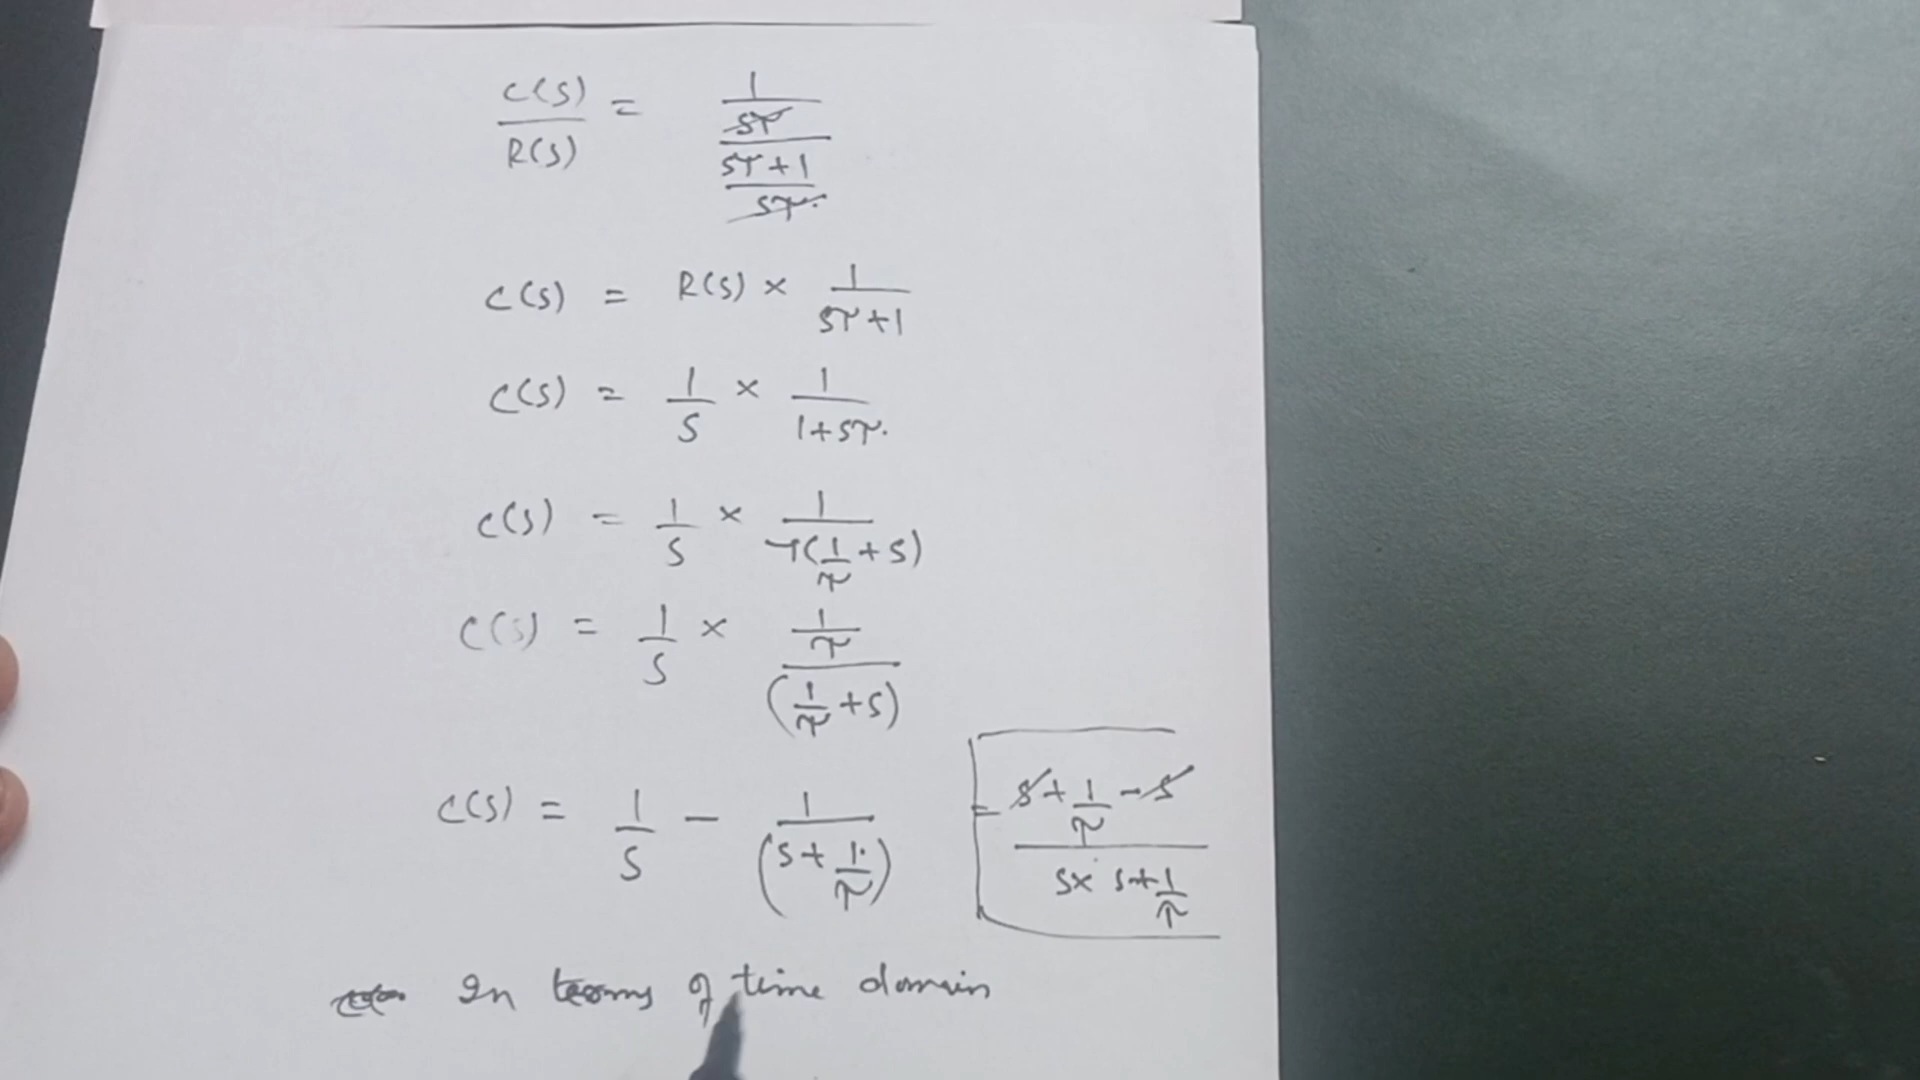 C(S)/R(S) = (1/sτ)/((sτ+1)/sτ)
C(S) = R(S) × 1/(sτ+1)
C(S) = 1/S × 1/(1+sτ)
C(S) = 1/S × 1/(τ(1/τ+S))
C(S) = 1/S × (1/τ)/(1/τ+S)
C(S) = 1/S − 1/(S+1/τ)
= (S+1/τ−S)/(S× S+1/τ)
In terms of time domain